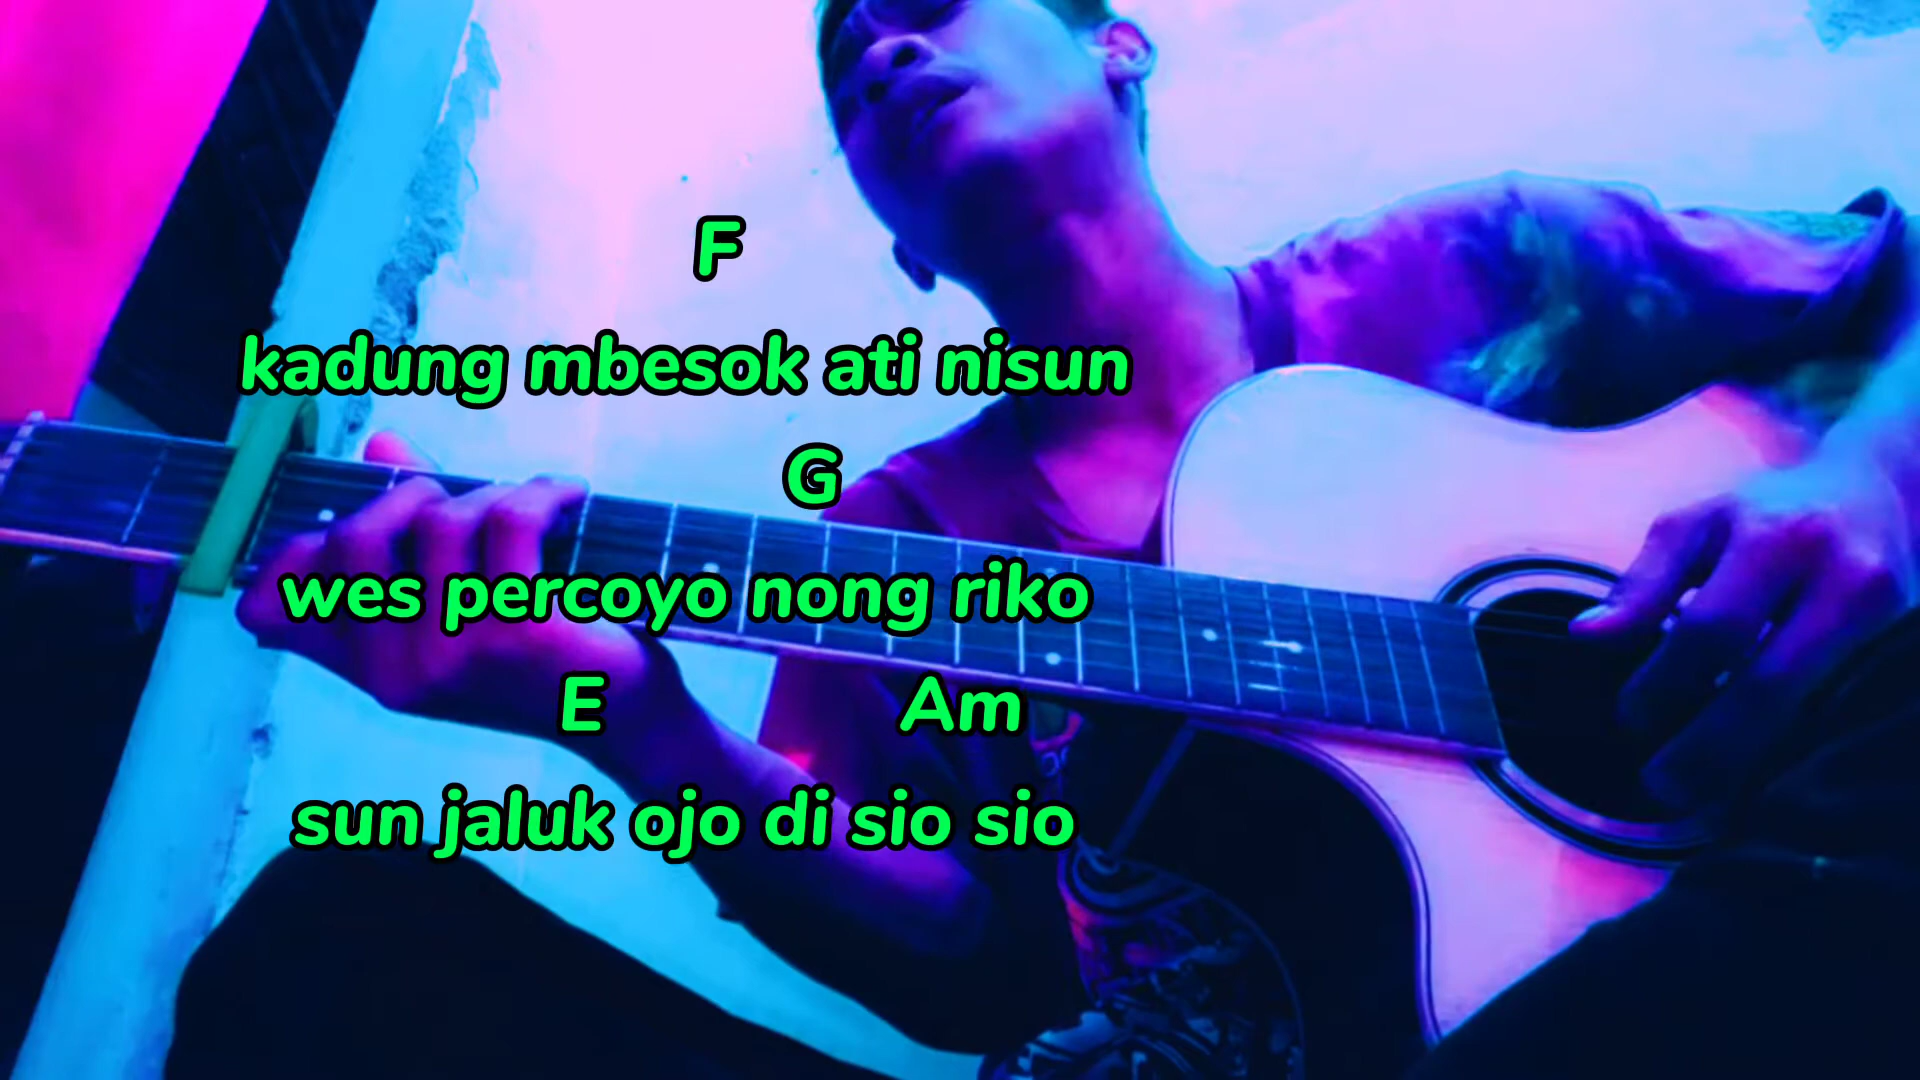 F
kadung mbesok ati nisun
G
wes percoyo nong riko
E Am
sun jaluk ojo di sio sio